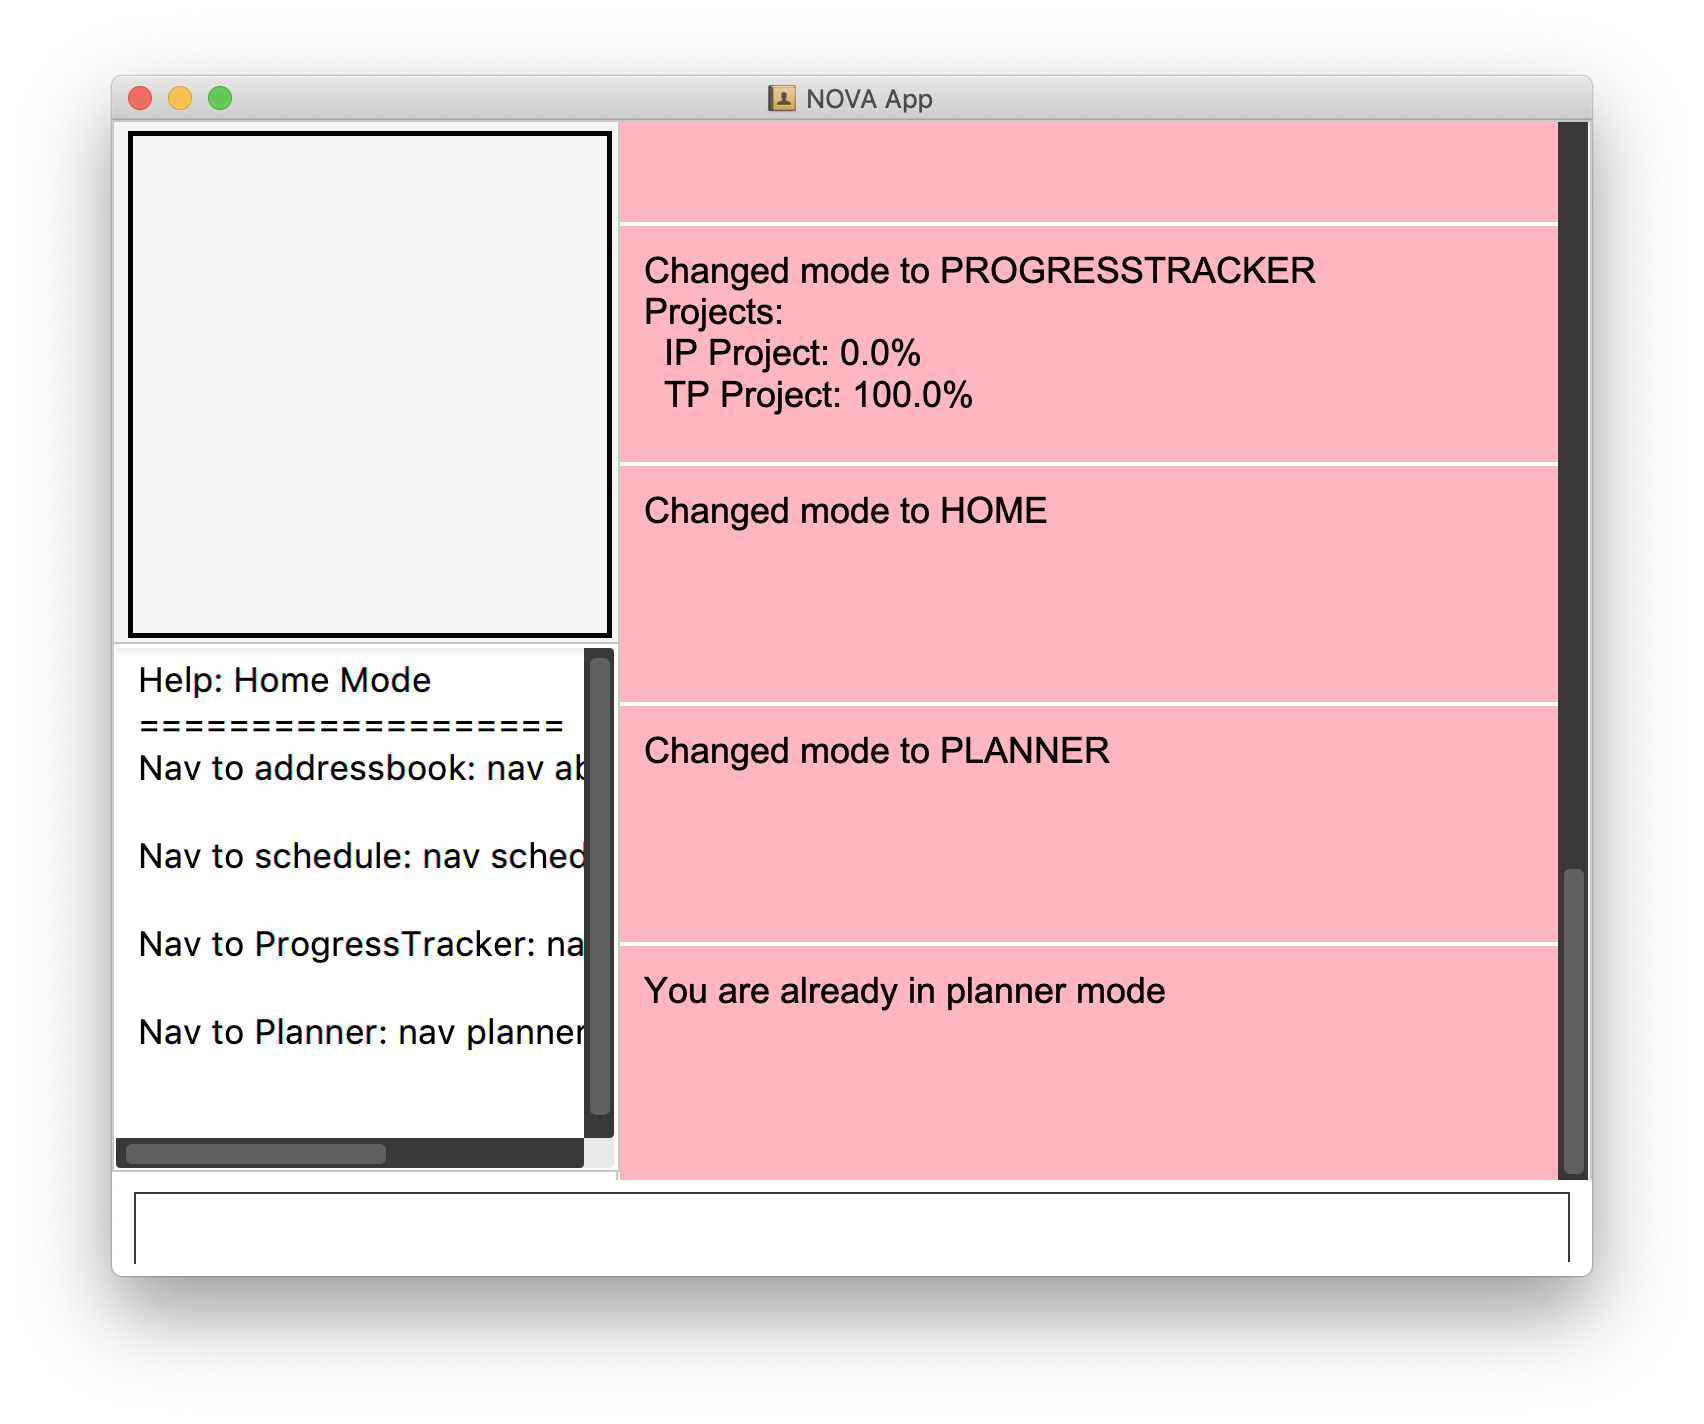 NOVA App
Changed mode to PROGRESSTRACKER
Projects:
IP Project: 0.0%
TP Project: 100.0%
Changed mode to HOME
Changed mode to PLANNER
You are already in planner mode
Help: Home Mode
===================
Nav to addressbook: nav ab
Nav to schedule: nav sched
Nav to ProgressTracker: na
Nav to Planner: nav planner